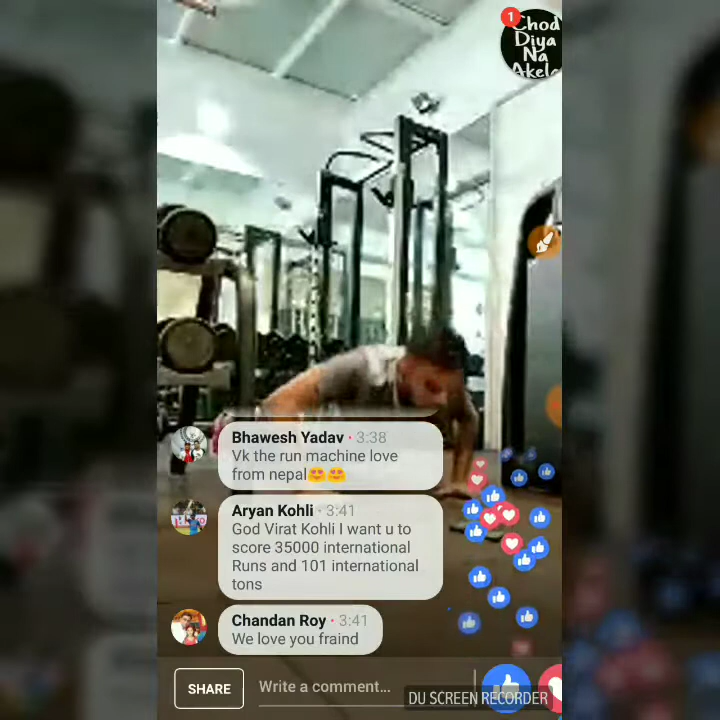 1
Chod
Diya
Na
Akela
Bhawesh Yadav • 3:38
Vk the run machine love
from nepal😍😍
Aryan Kohli • 3:41
God Virat Kohli I want u to
score 35000 international
Runs and 101 international
tons
Chandan Roy • 3:41
We love you fraind
SHARE
Write a comment...
DU SCREEN RECORDER